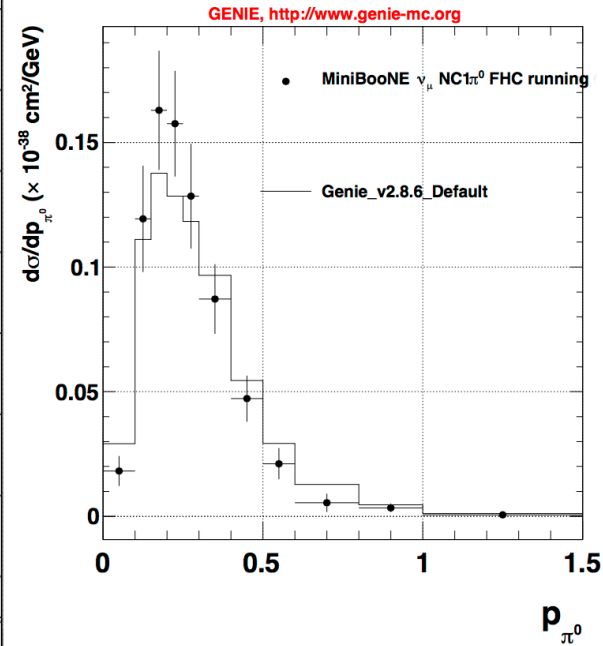 GENIE, http://www.genie-mc.org
MiniBooNE νμ NC1π⁰ FHC running
Genie_v2.8.6_Default
dσ/dpπ⁰ (× 10⁻³⁸ cm²/GeV)
0.15
0.1
0.05
0
0 0.5 1 1.5
pπ⁰